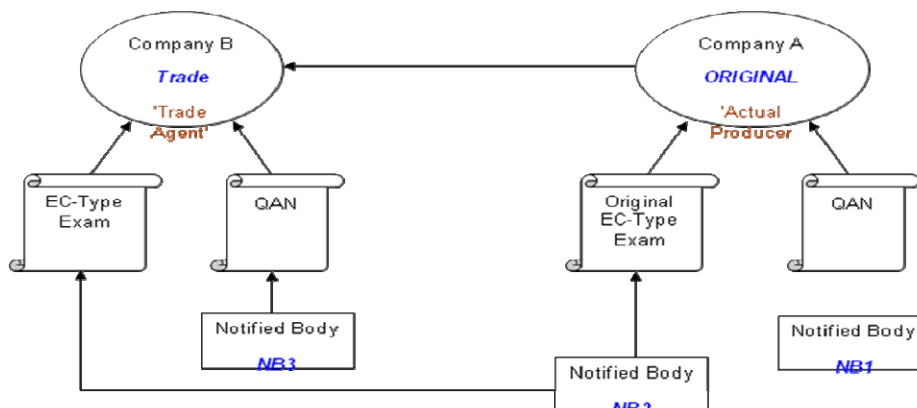 Company B
Trade
'Trade
Agent'
Company A
ORIGINAL
'Actual
Producer
EC-Type
Exam
QAN
Original
EC-Type
Exam
QAN
Notified Body
NB3
Notified Body
NB2
Notified Body
NB1